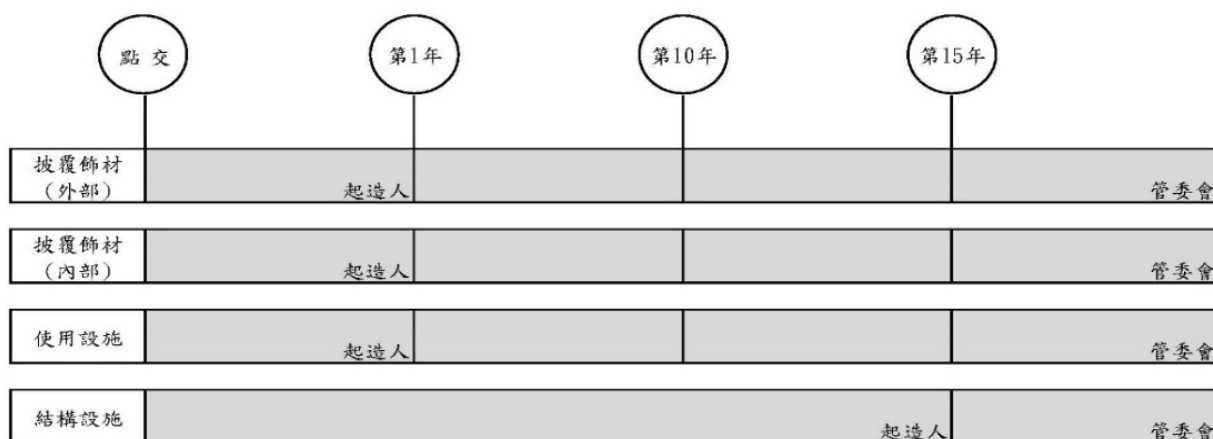 點交 第1年 第10年 第15年
披覆飾材
(外部)
起造人 管委會
披覆飾材
(內部)
起造人 管委會
使用設施
起造人 管委會
結構設施
起造人 管委會